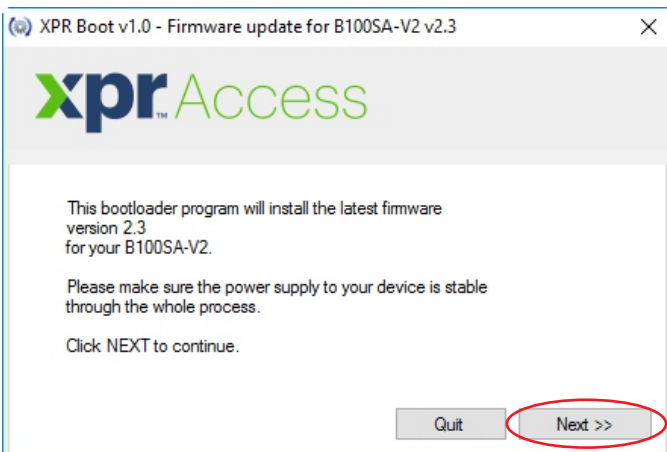 XPR Boot v1.0 - Firmware update for B100SA-V2 v2.3
xpr™ Access
This bootloader program will install the latest firmware
version 2.3
for your B100SA-V2.
Please make sure the power supply to your device is stable
through the whole process.
Click NEXT to continue.
Quit
Next >>